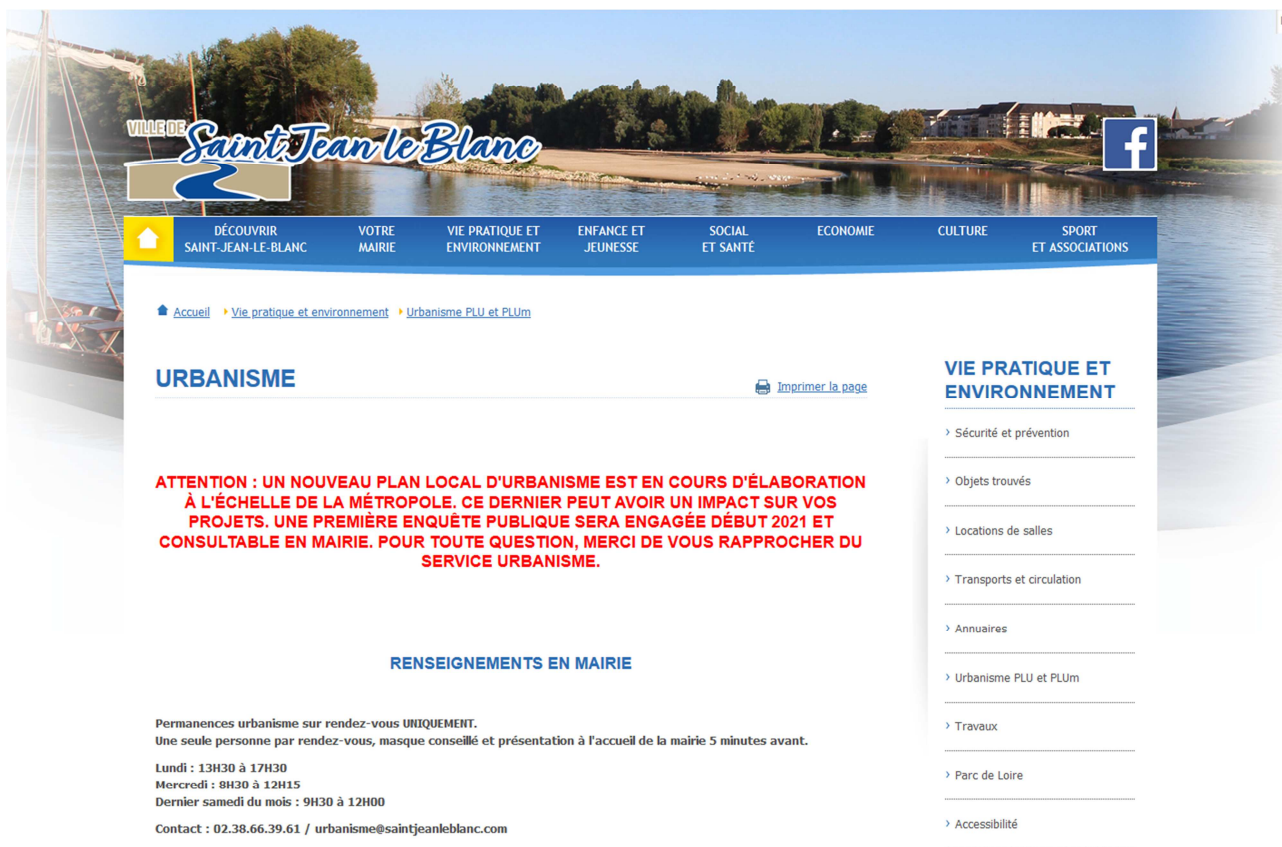 VILLE DE
Saint Jean le Blanc
f
DÉCOUVRIR
SAINT-JEAN-LE-BLANC
VOTRE
MAIRIE
VIE PRATIQUE ET
ENVIRONNEMENT
ENFANCE ET
JEUNESSE
SOCIAL
ET SANTÉ
ECONOMIE
CULTURE
SPORT
ET ASSOCIATIONS
Accueil Vie pratique et environnement Urbanisme PLU et PLUm
URBANISME
Imprimer la page
ATTENTION : UN NOUVEAU PLAN LOCAL D'URBANISME EST EN COURS D'ÉLABORATION
À L'ÉCHELLE DE LA MÉTROPOLE. CE DERNIER PEUT AVOIR UN IMPACT SUR VOS
PROJETS. UNE PREMIÈRE ENQUÊTE PUBLIQUE SERA ENGAGÉE DÉBUT 2021 ET
CONSULTABLE EN MAIRIE. POUR TOUTE QUESTION, MERCI DE VOUS RAPPROCHER DU
SERVICE URBANISME.
RENSEIGNEMENTS EN MAIRIE
Permanences urbanisme sur rendez-vous UNIQUEMENT.
Une seule personne par rendez-vous, masque conseillé et présentation à l'accueil de la mairie 5 minutes avant.
Lundi : 13H30 à 17H30
Mercredi : 8H30 à 12H15
Dernier samedi du mois : 9H30 à 12H00
Contact : 02.38.66.39.61 / urbanisme@saintjeanleblanc.com
VIE PRATIQUE ET
ENVIRONNEMENT
Sécurité et prévention
Objets trouvés
Locations de salles
Transports et circulation
Annuaires
Urbanisme PLU et PLUm
Travaux
Parc de Loire
Accessibilité